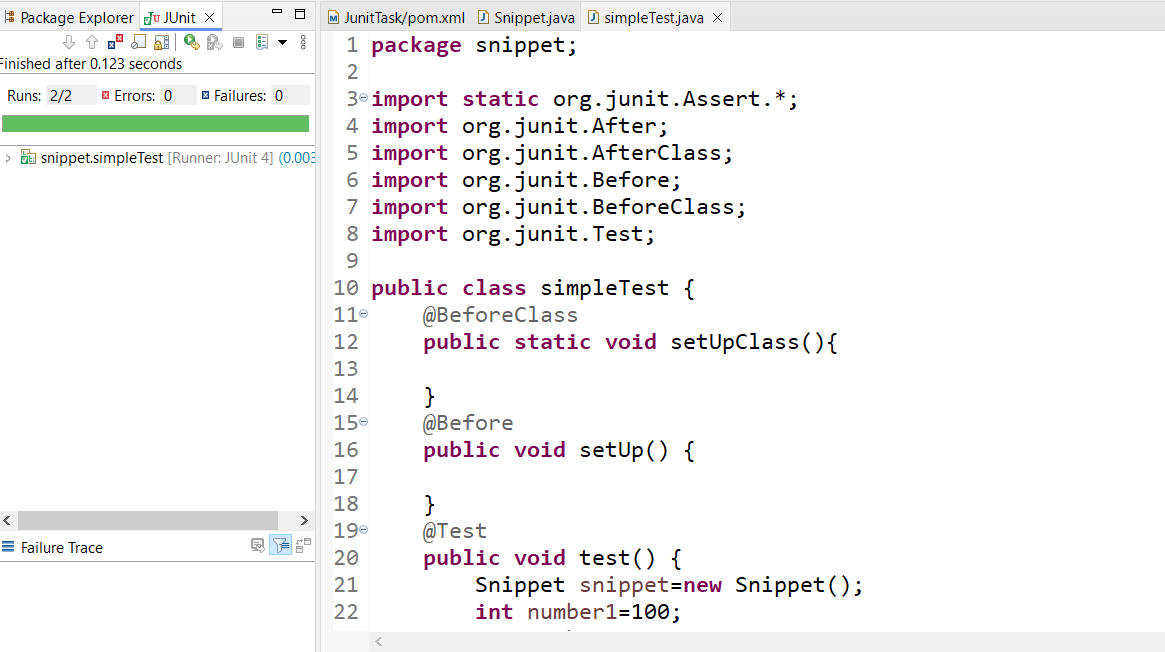 Package Explorer JUnit
Finished after 0.123 seconds
Runs: 2/2 Errors: 0 Failures: 0
snippet.simpleTest [Runner: JUnit 4] (0.003
Failure Trace
JunitTask/pom.xml Snippet.java simpleTest.java
1 package snippet;
2
3 import static org.junit.Assert.*;
4 import org.junit.After;
5 import org.junit.AfterClass;
6 import org.junit.Before;
7 import org.junit.BeforeClass;
8 import org.junit.Test;
9
10 public class simpleTest {
11 @BeforeClass
12 public static void setUpClass(){
13
14 }
15 @Before
16 public void setUp() {
17
18 }
19 @Test
20 public void test() {
21 Snippet snippet=new Snippet();
22 int number1=100;